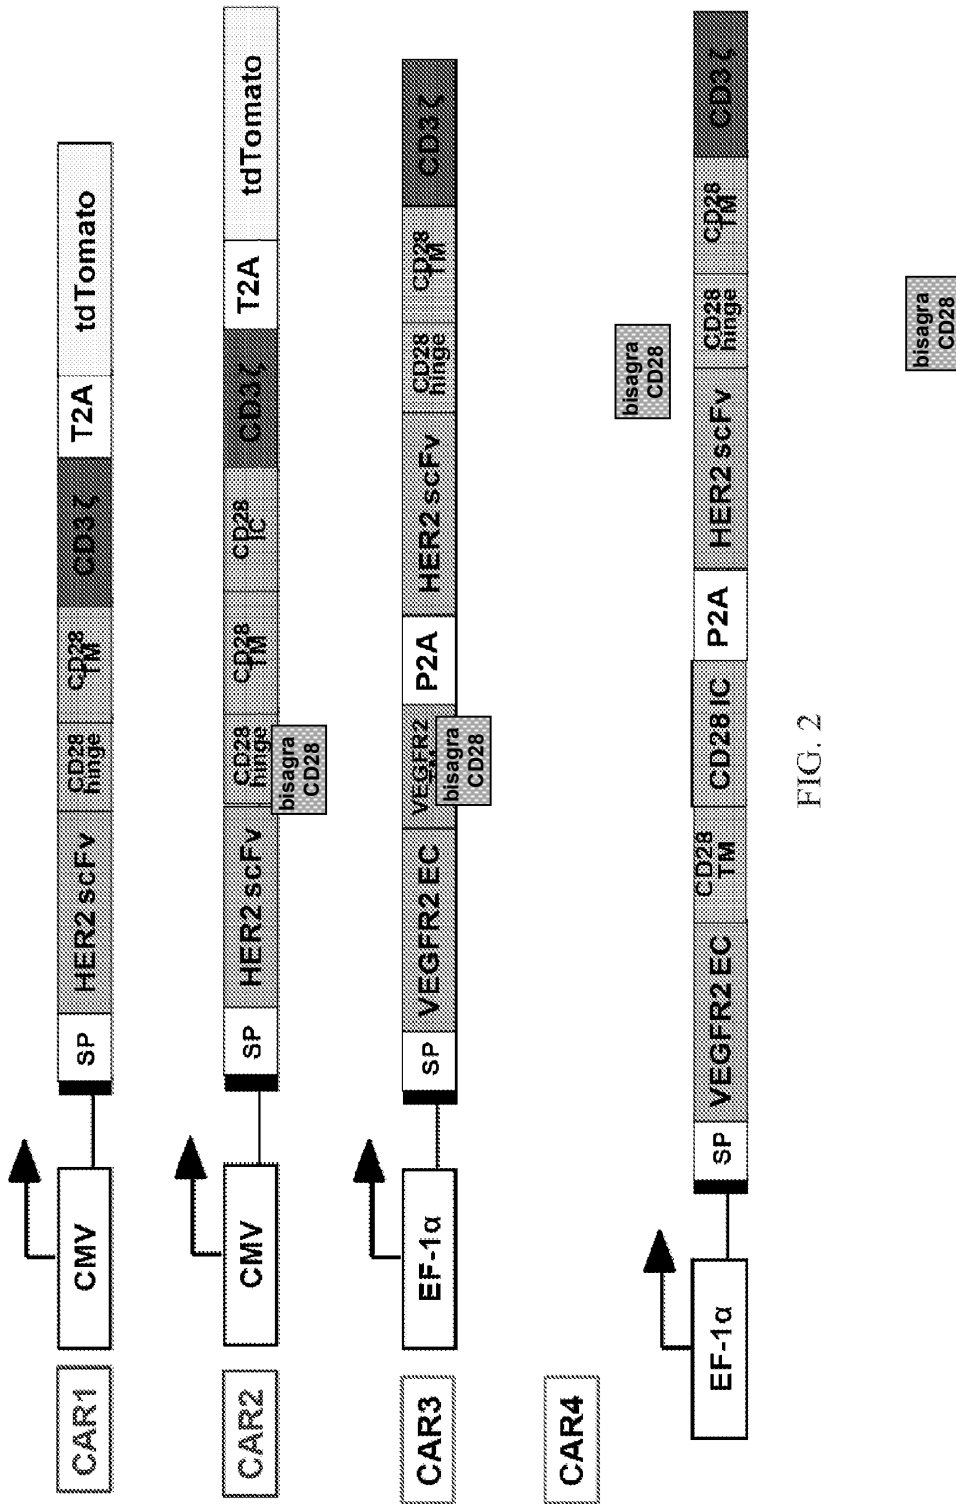 CAR1
CMV
SP
HER2 scFv
CD28
hinge
CD28
TM
CD3 ζ
T2A
tdTomato
CAR2
CMV
SP
HER2 scFv
CD28
hinge
CD28
TM
CD28
IC
CD3 ζ
T2A
tdTomato
bisagra
CD28
CAR3
EF-1α
SP
VEGFR2 EC
VEGFR2
P2A
HER2 scFv
CD28
hinge
CD28
TM
CD3 ζ
bisagra
CD28
CAR4
bisagra
CD28
EF-1α
SP
VEGFR2 EC
CD28
TM
CD28 IC
P2A
HER2 scFv
CD28
hinge
CD28
TM
CD3 ζ
bisagra
CD28
FIG. 2